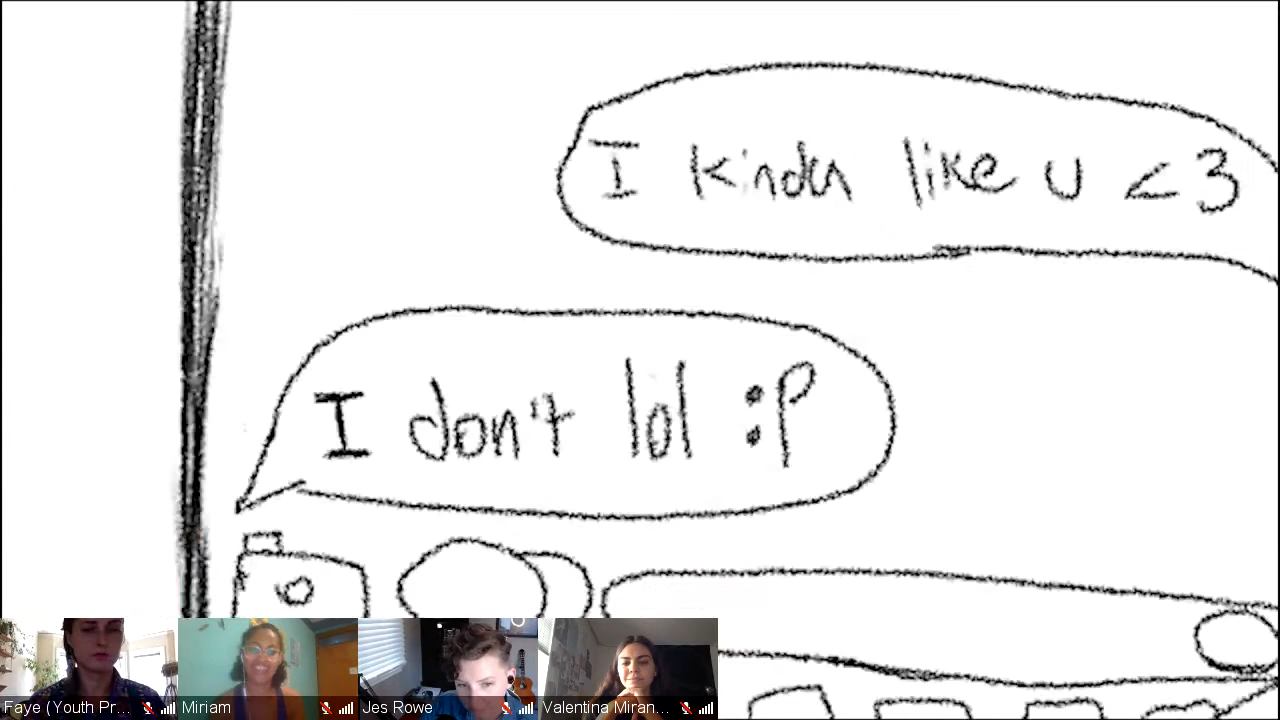 I kinda like u <3
I don't lol :P
Faye (Youth Pr...
Miriam
Jes Rowe
Valentina Miran...